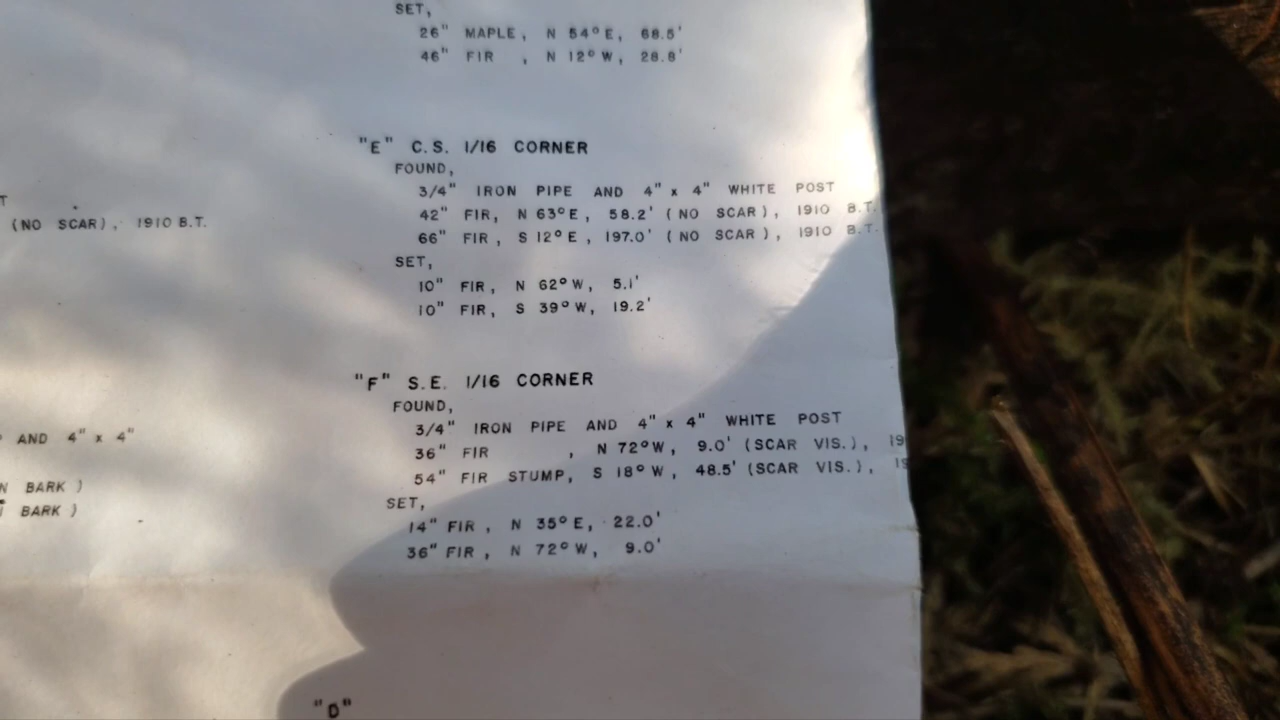 SET,
26" MAPLE, N 54° E, 68.5'
46" FIR , N 12° W, 28.8'
"E" C.S. 1/16 CORNER
FOUND,
3/4" IRON PIPE AND 4" x 4" WHITE POST
(NO SCAR), 1910 B.T.
42" FIR, N 63° E, 58.2' (NO SCAR), 1910 B.T.
66" FIR, S 12° E, 197.0' (NO SCAR), 1910 B.T.
SET,
10" FIR, N 62° W, 5.1'
10" FIR, S 39° W, 19.2'
"F" S.E. 1/16 CORNER
FOUND,
3/4" IRON PIPE AND 4" x 4" WHITE POST
AND 4" x 4"
36" FIR , N 72° W, 9.0' (SCAR VIS.), 19
54" FIR STUMP, S 18° W, 48.5' (SCAR VIS.), 19
BARK)
BARK)
SET,
14" FIR, N 35° E, 22.0'
36" FIR, N 72° W, 9.0'
"D"